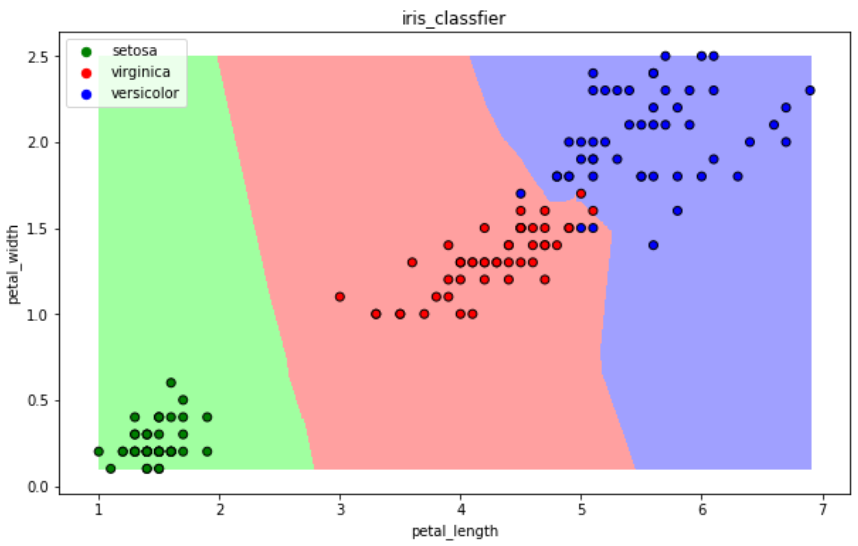 iris_classfier
setosa
virginica
versicolor
petal_width
2.5
2.0
1.5
1.0
0.5
0.0
1 2 3 4 5 6 7
petal_length